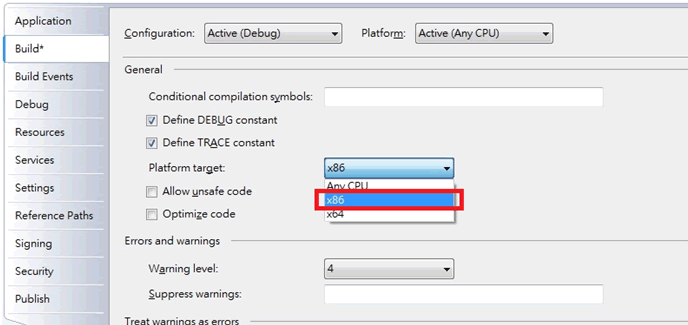 Application
Build*
Build Events
Debug
Resources
Services
Settings
Reference Paths
Signing
Security
Publish
Configuration: Active (Debug) Platform: Active (Any CPU)
General
Conditional compilation symbols:
Define DEBUG constant
Define TRACE constant
Platform target: x86
Any CPU
x86
x64
Allow unsafe code
Optimize code
Errors and warnings
Warning level: 4
Suppress warnings:
Treat warnings as errors